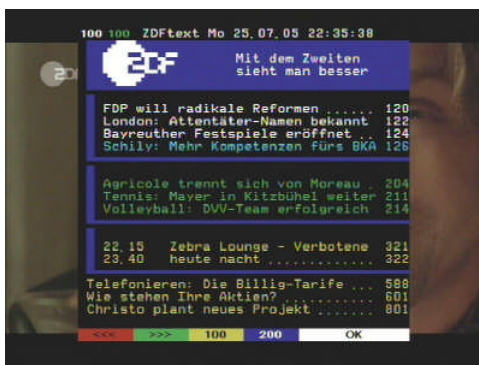 100 100 ZDFtext Mo 25.07.05 22:35:38
ZDF
Mit dem Zweiten
sieht man besser
FDP will radikale Reformen ...... 120
London: Attentäter-Namen bekannt 122
Bayreuther Festspiele eröffnet .. 124
Schily: Mehr Kompetenzen fürs BKA 126
Agricole trennt sich von Moreau . 204
Tennis: Mayer in Kitzbühel weiter 211
Volleyball: DVV-Team erfolgreich 214
22.15 Zebra Lounge - Verbotene 321
23.40 heute nacht ............. 322
Telefonieren: Die Billig-Tarife ... 588
Wie stehen Ihre Aktien? ........... 601
Christo plant neues Projekt ....... 801
<<< >>> 100 200 OK